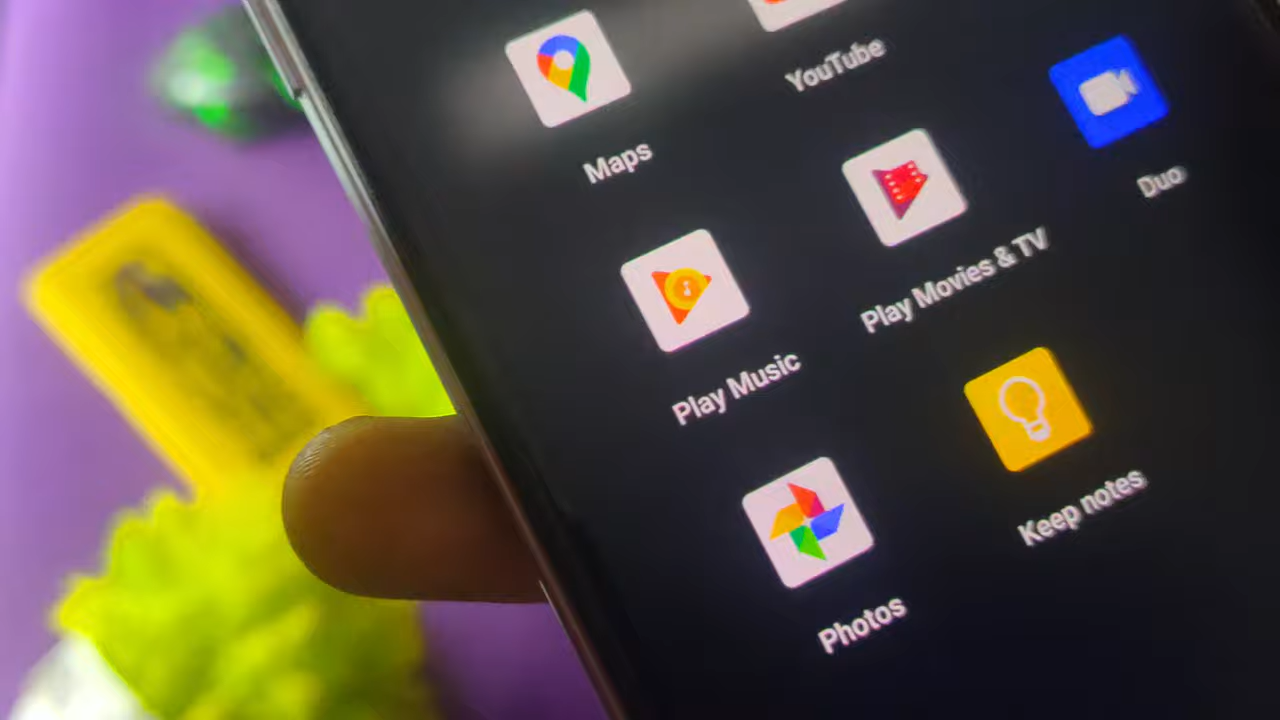 Maps
YouTube
Duo
Play Music
Play Movies & TV
Photos
Keep notes